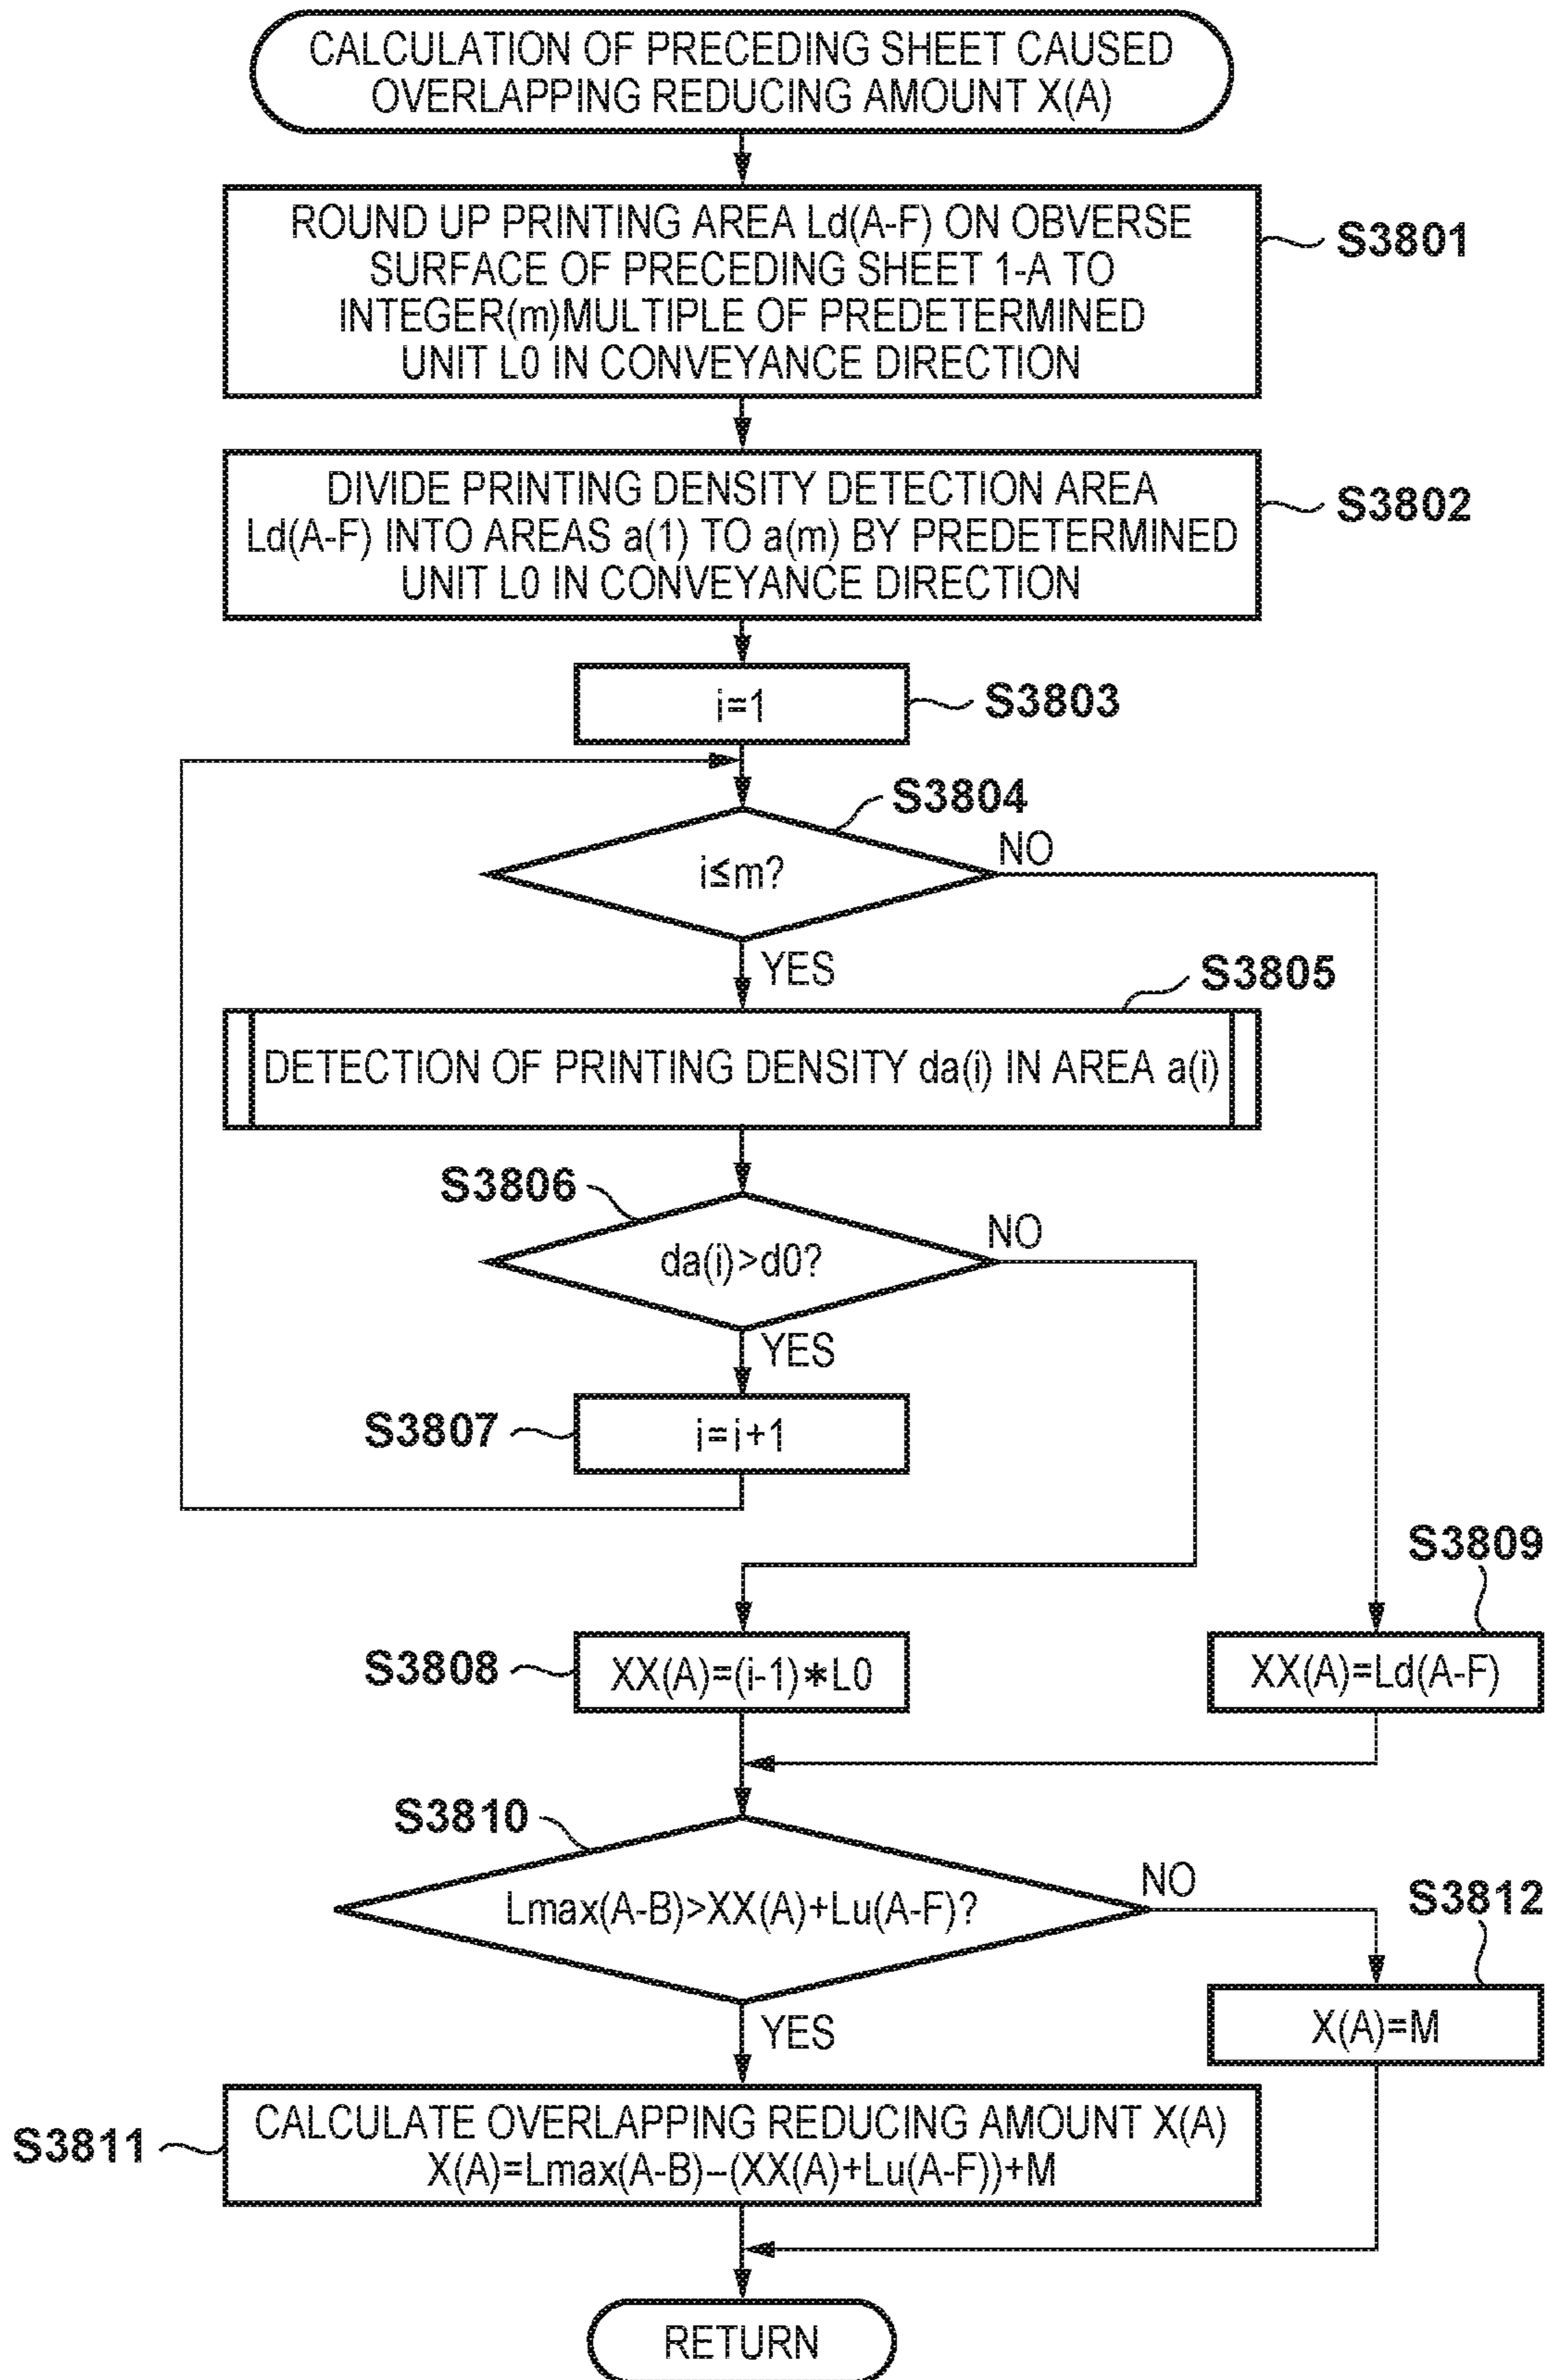 CALCULATION OF PRECEDING SHEET CAUSED
OVERLAPPING REDUCING AMOUNT X(A)
ROUND UP PRINTING AREA Ld(A-F) ON OBVERSE
SURFACE OF PRECEDING SHEET 1-A TO
INTEGER(m)MULTIPLE OF PREDETERMINED
UNIT L0 IN CONVEYANCE DIRECTION
S3801
DIVIDE PRINTING DENSITY DETECTION AREA
Ld(A-F) INTO AREAS a(1) TO a(m) BY PREDETERMINED
UNIT L0 IN CONVEYANCE DIRECTION
S3802
i=1
S3803
S3804
i≦m?
NO
YES
S3805
DETECTION OF PRINTING DENSITY da(i) IN AREA a(i)
S3806
da(i)>d0?
NO
YES
S3807
i=i+1
S3809
S3808
XX(A)=(i-1)*L0
XX(A)=Ld(A-F)
S3810
Lmax(A-B)>XX(A)+Lu(A-F)?
NO
S3812
YES
X(A)=M
S3811
CALCULATE OVERLAPPING REDUCING AMOUNT X(A)
X(A)=Lmax(A-B)–(XX(A)+Lu(A-F))+M
RETURN